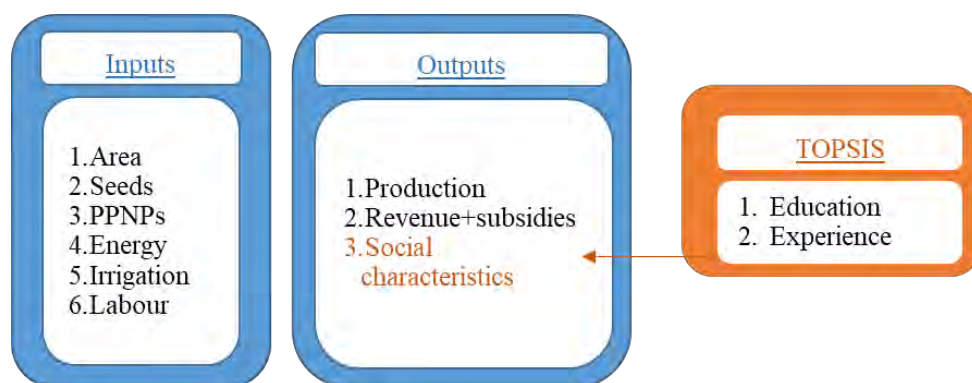 Inputs
1.Area
2.Seeds
3.PPNPs
4.Energy
5.Irrigation
6.Labour
Outputs
1.Production
2.Revenue+subsidies
3.Social
characteristics
TOPSIS
1. Education
2. Experience